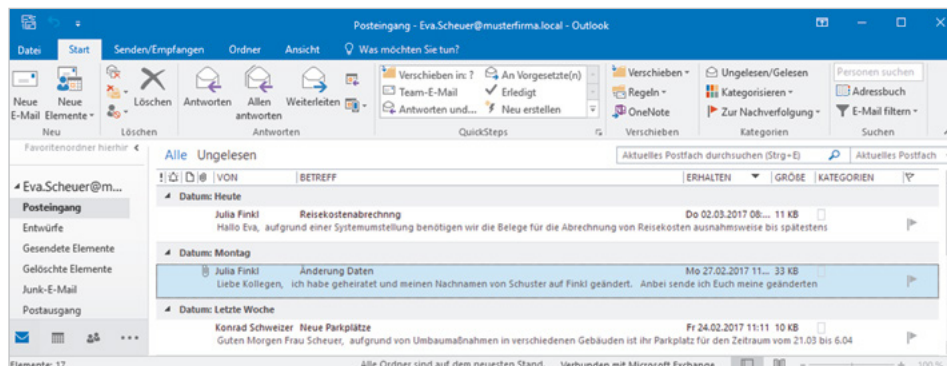 Posteingang - Eva.Scheuer@musterfirma.local - Outlook
Datei Start Senden/Empfangen Ordner Ansicht Was möchten Sie tun?
Neue E-Mail
Neue Elemente
Löschen
Antworten
Allen antworten
Weiterleiten
Verschieben in: ?
Team-E-Mail
Antworten und...
An Vorgesetzte(n)
Erledigt
Neu erstellen
Verschieben
Regeln
OneNote
Ungelesen/Gelesen
Kategorisieren
Zur Nachverfolgung
Personen suchen
Adressbuch
E-Mail filtern
Neu Löschen Antworten QuickSteps Verschieben Kategorien Suchen
Favoritenordner hierhir
Eva.Scheuer@m...
Posteingang
Entwürfe
Gesendete Elemente
Gelöschte Elemente
Junk-E-Mail
Postausgang
Alle Ungelesen
Aktuelles Postfach durchsuchen (Strg+E) Aktuelles Postfach
VON BETREFF ERHALTEN GRÖßE KATEGORIEN
Datum: Heute
Julia Finkl Reisekostenabrechnng Do 02.03.2017 08:... 11 KB
Hallo Eva, aufgrund einer Systemumstellung benötigen wir die Belege für die Abrechnung von Reisekosten ausnahmsweise bis spätestens
Datum: Montag
Julia Finkl Änderung Daten Mo 27.02.2017 11... 33 KB
Liebe Kollegen, ich habe geheiratet und meinen Nachnamen von Schuster auf Finkl geändert. Anbei sende ich Euch meine geänderten
Datum: Letzte Woche
Konrad Schweizer Neue Parkplätze Fr 24.02.2017 11:11 10 KB
Guten Morgen Frau Scheuer, aufgrund von Umbaumaßnahmen in verschiedenen Gebäuden ist ihr Parkplatz für den Zeitraum vom 21.03 bis 6.04
Elemente: 17 Alle Ordner sind auf dem neuesten Stand. Verbunden mit Microsoft Exchange 100 %